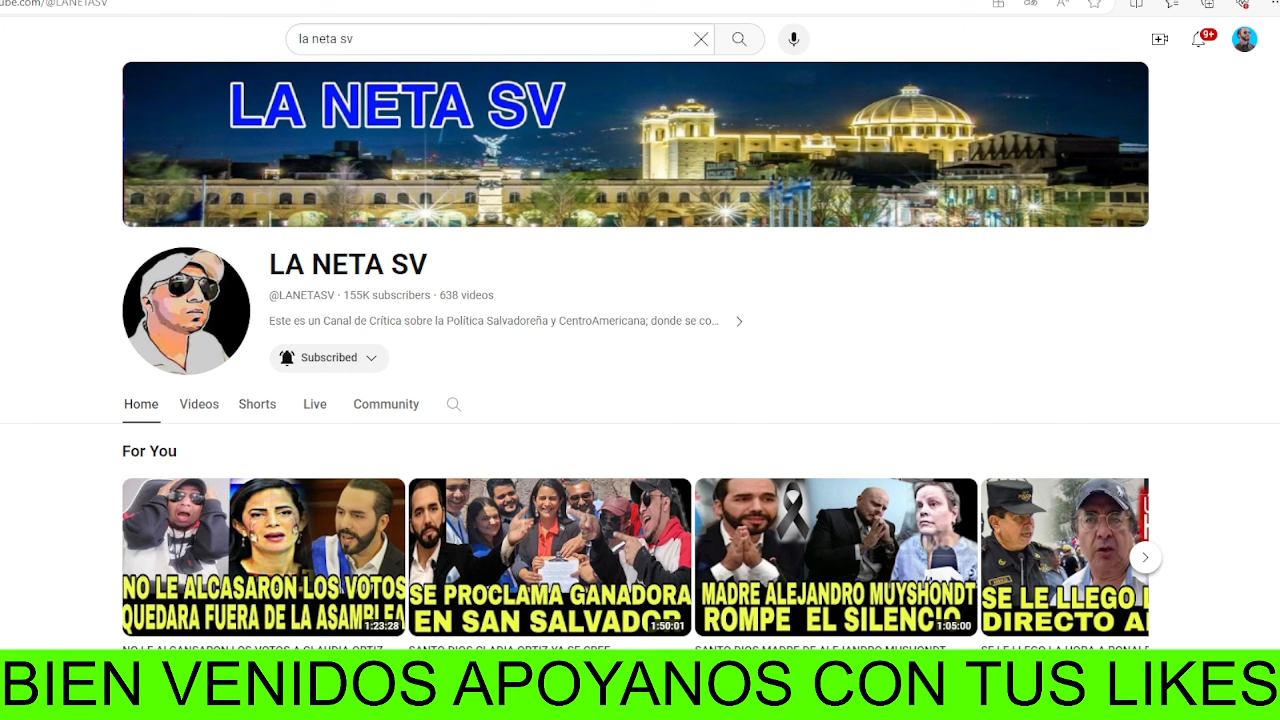 ube.com/@LANETASV
la neta sv
9+
LA NETA SV
LA NETA SV
@LANETASV · 155K subscribers · 638 videos
Este es un Canal de Crítica sobre la Política Salvadoreña y CentroAmericana; donde se co...
Subscribed
Home Videos Shorts Live Community
For You
NO LE ALCASARON LOS VOTOS
QUEDARA FUERA DE LA ASAMBLEA
1:23:28
SE PROCLAMA GANADORA
EN SAN SALVADOR
1:50:01
MADRE ALEJANDRO MUYSHONDT
ROMPE EL SILENCIO
1:05:00
SE LE LLEGO
DIRECTO A
BIEN VENIDOS APOYANOS CON TUS LIKES